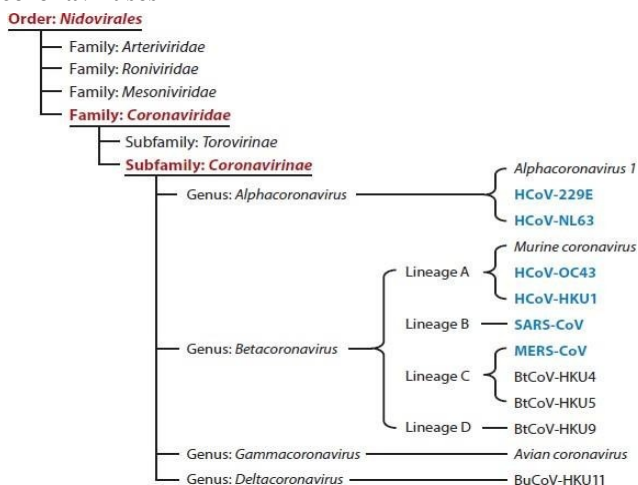 Order: Nidovirales
Family: Arteriviridae
Family: Roniviridae
Family: Mesoniviridae
Family: Coronaviridae
Subfamily: Torovirinae
Subfamily: Coronavirinae
Genus: Alphacoronavirus
Alphacoronavirus 1
HCoV-229E
HCoV-NL63
Genus: Betacoronavirus
Lineage A
Murine coronavirus
HCoV-OC43
HCoV-HKU1
Lineage B
SARS-CoV
Lineage C
MERS-CoV
BtCoV-HKU4
BtCoV-HKU5
Lineage D
BtCoV-HKU9
Genus: Gammacoronavirus
Avian coronavirus
Genus: Deltacoronavirus
BuCoV-HKU11